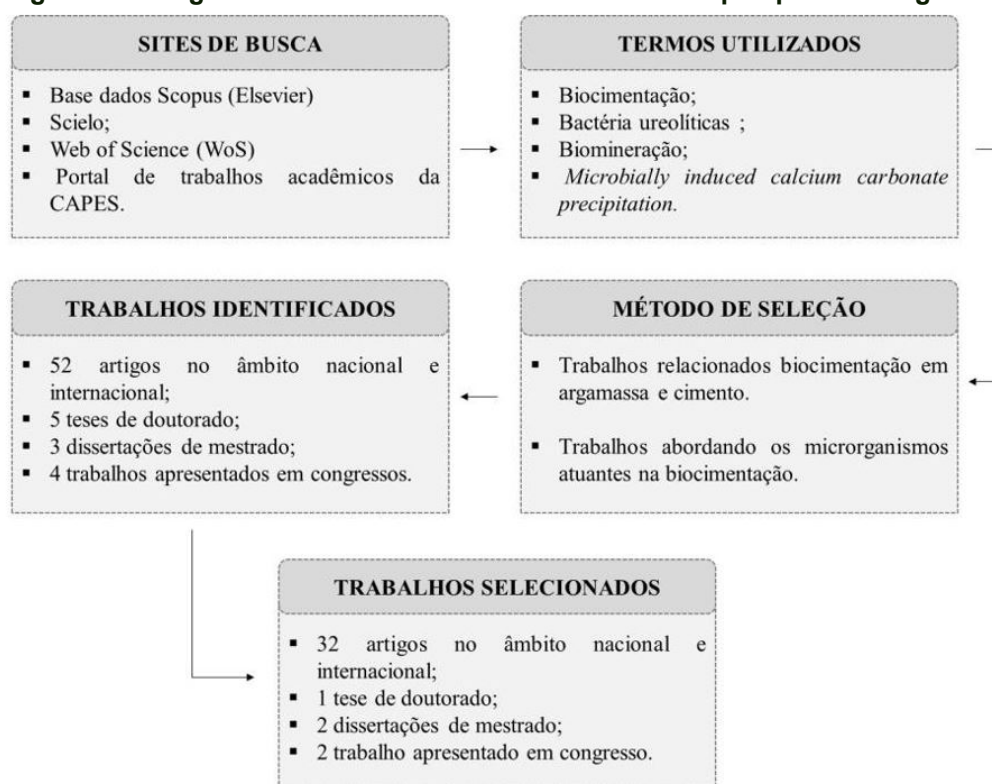 SITES DE BUSCA
▪ Base dados Scopus (Elsevier)
▪ Scielo;
▪ Web of Science (WoS)
▪ Portal de trabalhos acadêmicos da
CAPES.
TERMOS UTILIZADOS
▪ Biocimentação;
▪ Bactéria ureolíticas ;
▪ Biomineração;
▪ Microbially induced calcium carbonate
precipitation.
MÉTODO DE SELEÇÃO
▪ Trabalhos relacionados biocimentação em
argamassa e cimento.
▪ Trabalhos abordando os microrganismos
atuantes na biocimentação.
TRABALHOS IDENTIFICADOS
▪ 52 artigos no âmbito nacional e
internacional;
▪ 5 teses de doutorado;
▪ 3 dissertações de mestrado;
▪ 4 trabalhos apresentados em congressos.
TRABALHOS SELECIONADOS
▪ 32 artigos no âmbito nacional e
internacional;
▪ 1 tese de doutorado;
▪ 2 dissertações de mestrado;
▪ 2 trabalho apresentado em congresso.